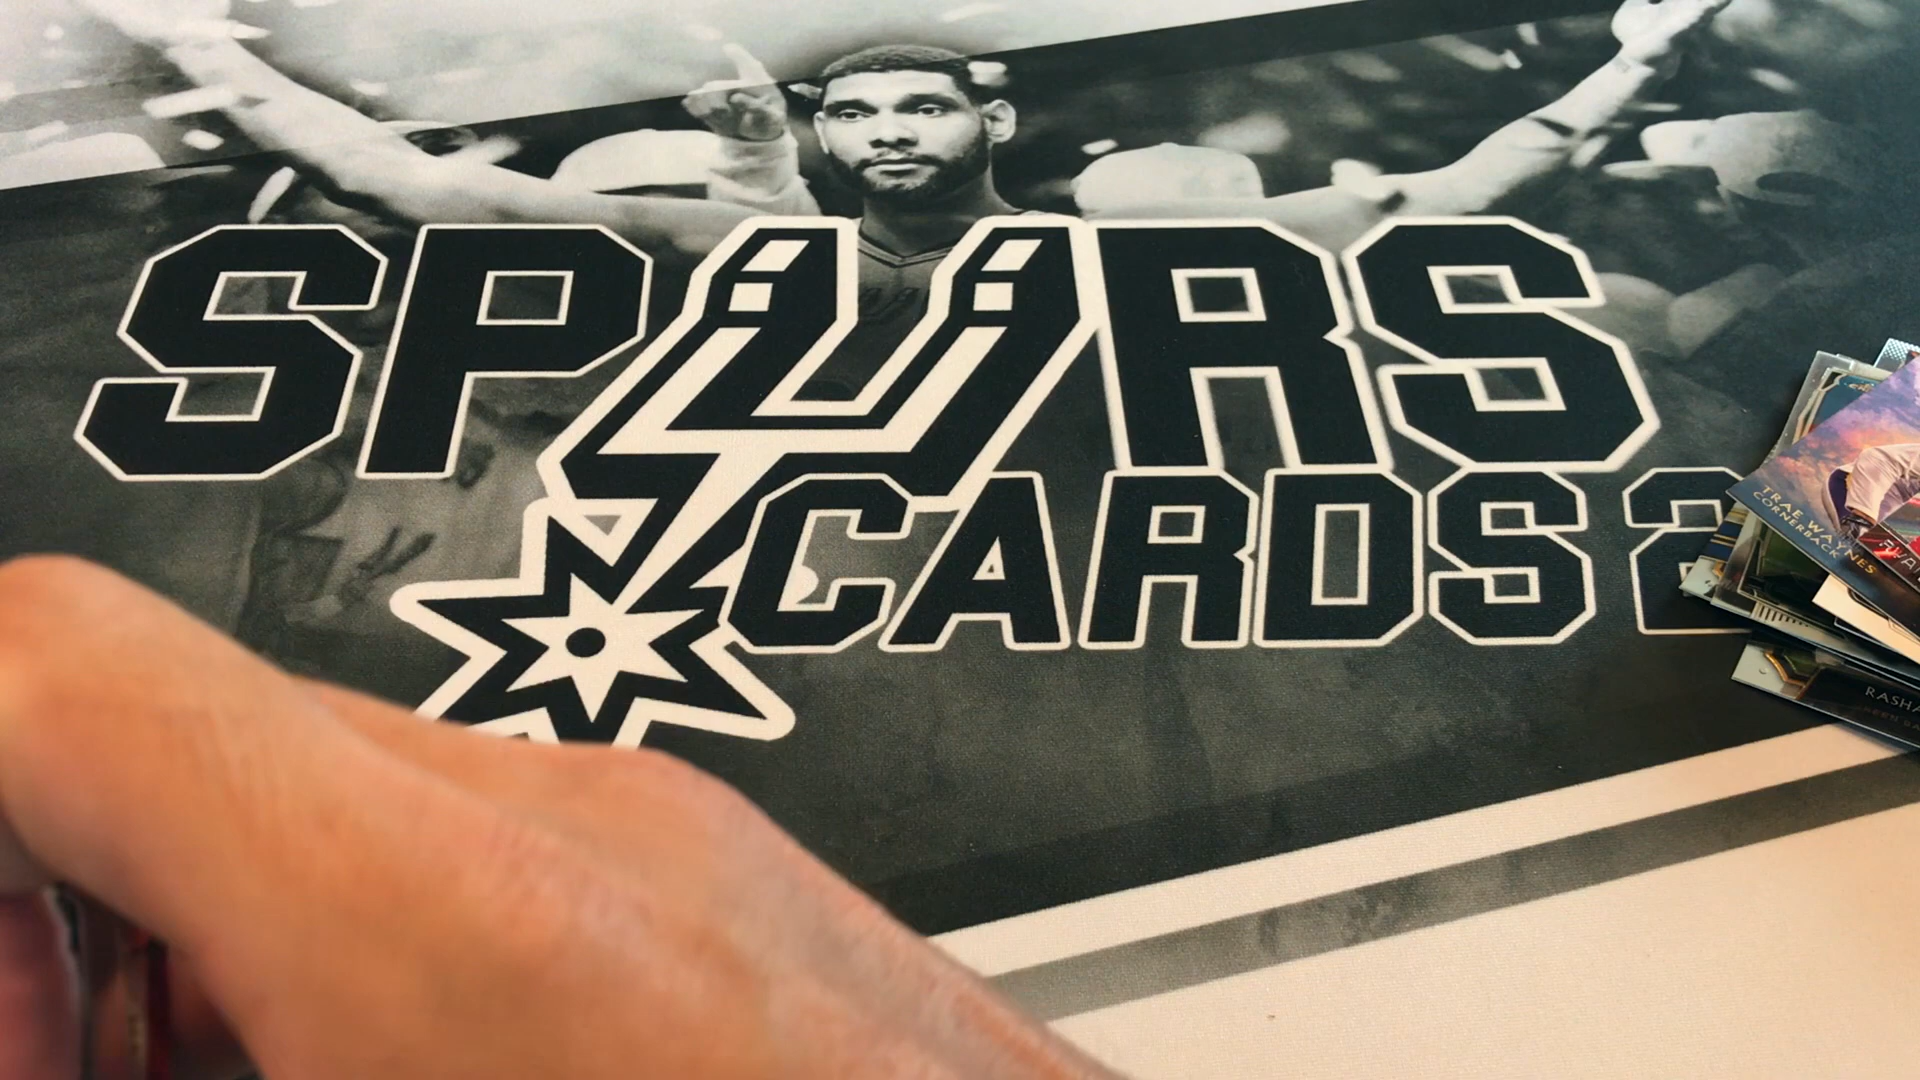 SPURS
CARDS 2
TRAE WAYNES
CORNERBACK
RASHA